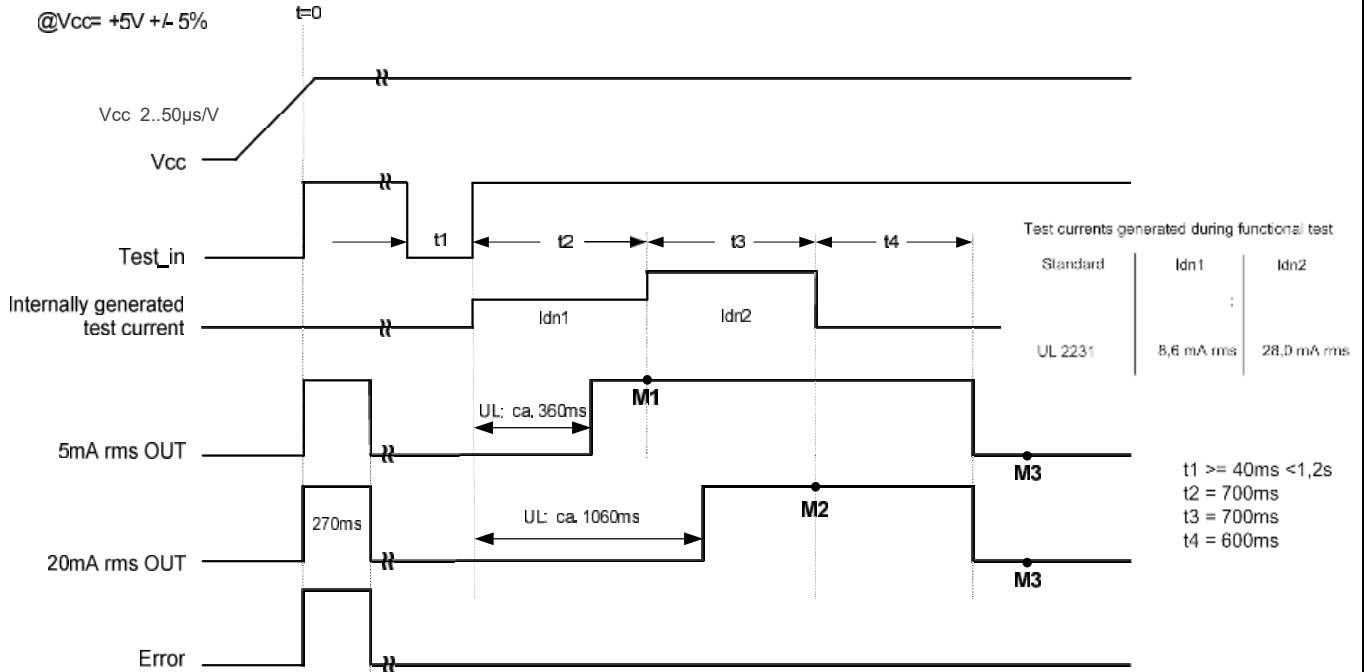 @Vcc= +5V +/- 5%
t=0
Vcc 2..50µs/V
Vcc
Test_in
t1
t2
t3
t4
Internally generated
test current
Idn1
Idn2
Test currents generated during functional test
Standard Idn1 Idn2
:
UL 2231 8,6 mA rms 28,0 mA rms
UL: ca. 360ms
M1
5mA rms OUT
M3
t1 >= 40ms <1,2s
t2 = 700ms
t3 = 700ms
t4 = 600ms
270ms
UL: ca. 1060ms
M2
20mA rms OUT
M3
Error